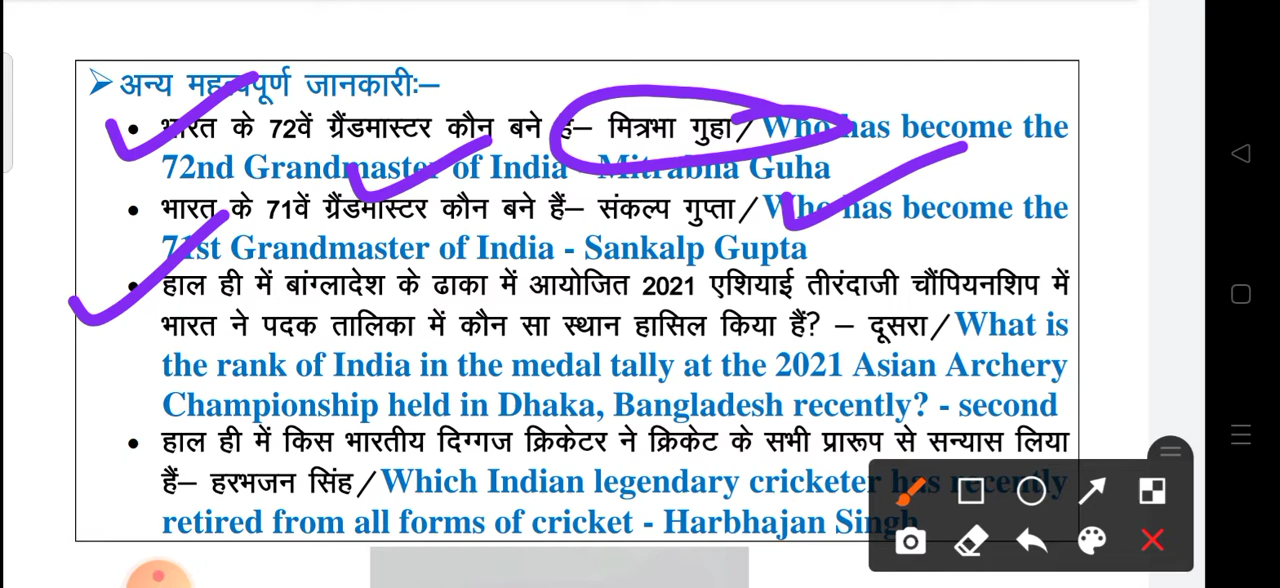 ➢ अन्य महत्वपूर्ण जानकारीः–
• भारत के 72वें ग्रैंडमास्टर कौन बने हैं– मित्रभा गुहा/Who has become the
72nd Grandmaster of India - Mitrabha Guha
• भारत के 71वें ग्रैंडमास्टर कौन बने हैं– संकल्प गुप्ता/Who has become the
71st Grandmaster of India - Sankalp Gupta
• हाल ही में बांग्लादेश के ढाका में आयोजित 2021 एशियाई तीरंदाजी चौंपियनशिप में
भारत ने पदक तालिका में कौन सा स्थान हासिल किया हैं? – दूसरा/What is
the rank of India in the medal tally at the 2021 Asian Archery
Championship held in Dhaka, Bangladesh recently? - second
• हाल ही में किस भारतीय दिग्गज क्रिकेटर ने क्रिकेट के सभी प्रारूप से सन्यास लिया
हैं– हरभजन सिंह/Which Indian legendary cricketer has recently
retired from all forms of cricket - Harbhajan Singh